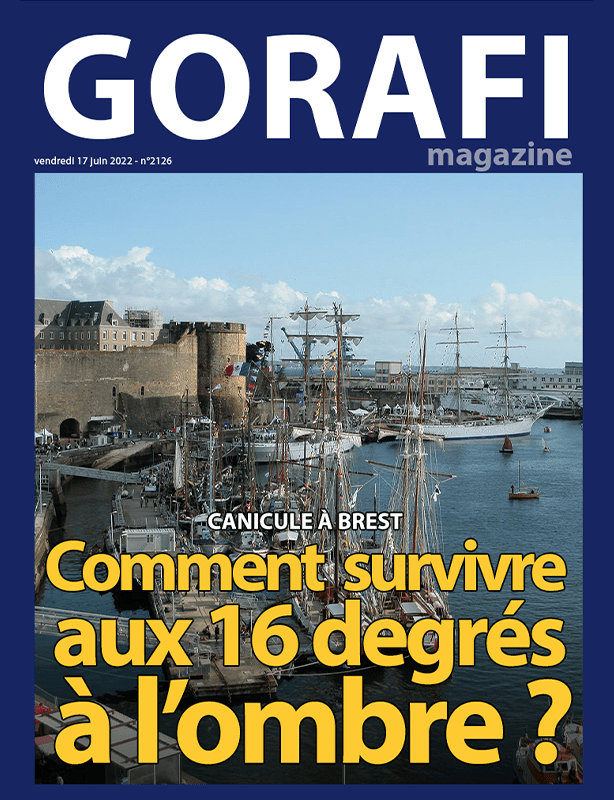 GORAFI
magazine
vendredi 17 juin 2022 - n°2126
CANICULE À BREST
Comment survivre
aux 16 degrés
à l'ombre ?